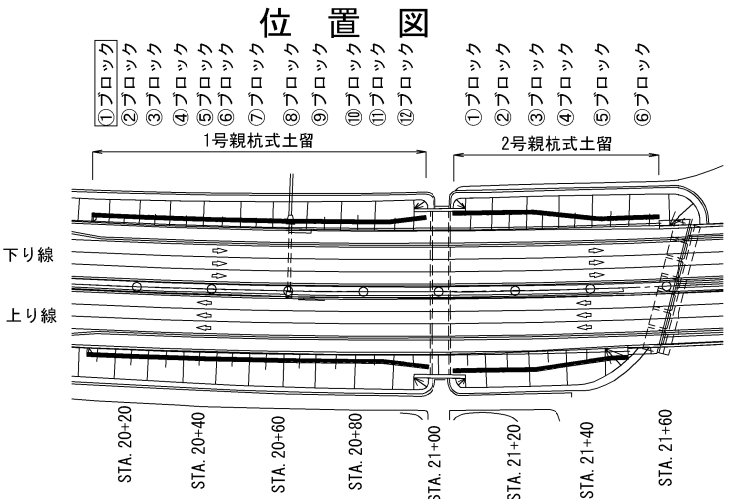 位置図
①ブロック
②ブロック
③ブロック
④ブロック
⑤ブロック
⑥ブロック
⑦ブロック
⑧ブロック
⑨ブロック
⑩ブロック
⑪ブロック
⑫ブロック
①ブロック
②ブロック
③ブロック
④ブロック
⑤ブロック
⑥ブロック
1号親杭式土留
2号親杭式土留
下り線
上り線
STA. 20+20
STA. 20+40
STA. 20+60
STA. 20+80
STA. 21+00
STA. 21+20
STA. 21+40
STA. 21+60